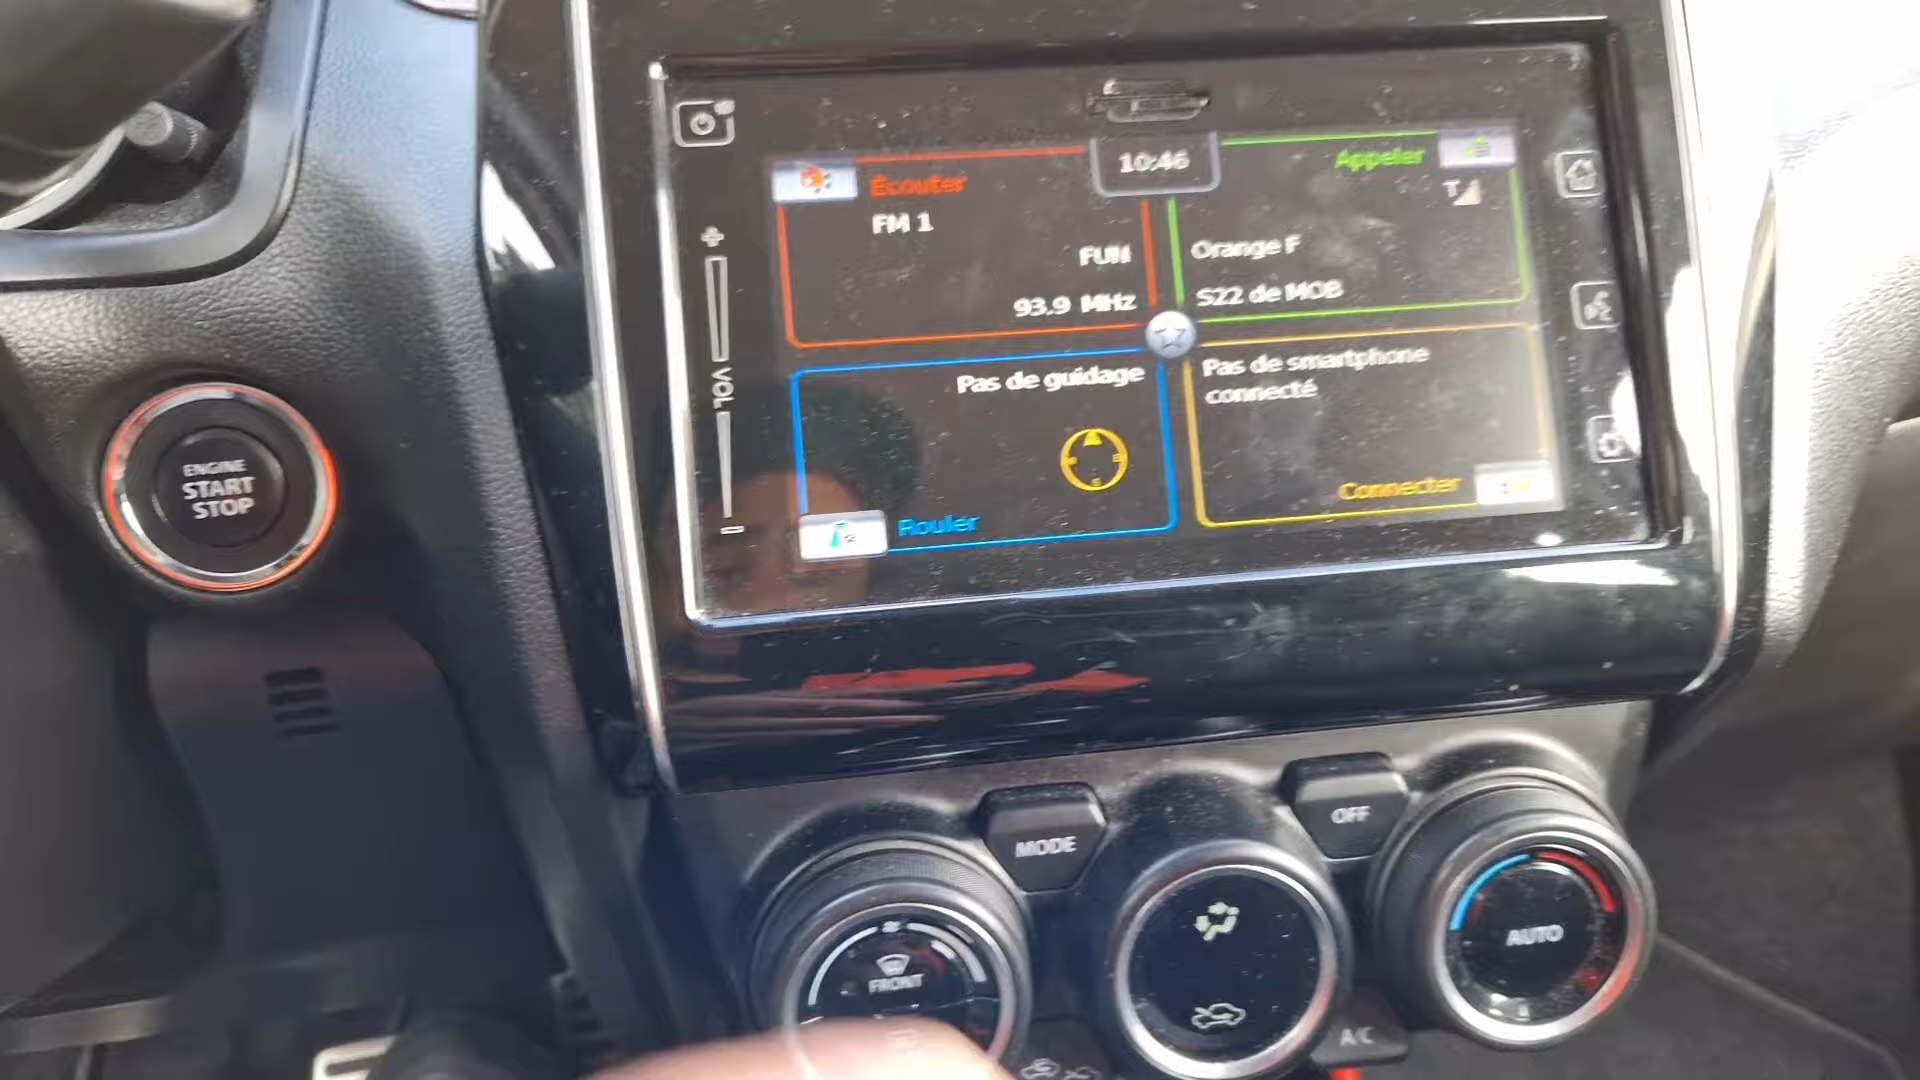 10:46
Écouter
FM 1
FUN
93.9 MHz
Appeler
Orange F
S22 de MOB
Pas de guidage
Rouler
Pas de smartphone
connecté
Connecter
+
VOL
ENGINE
START
STOP
MODE
OFF
FRONT
AUTO
A/C